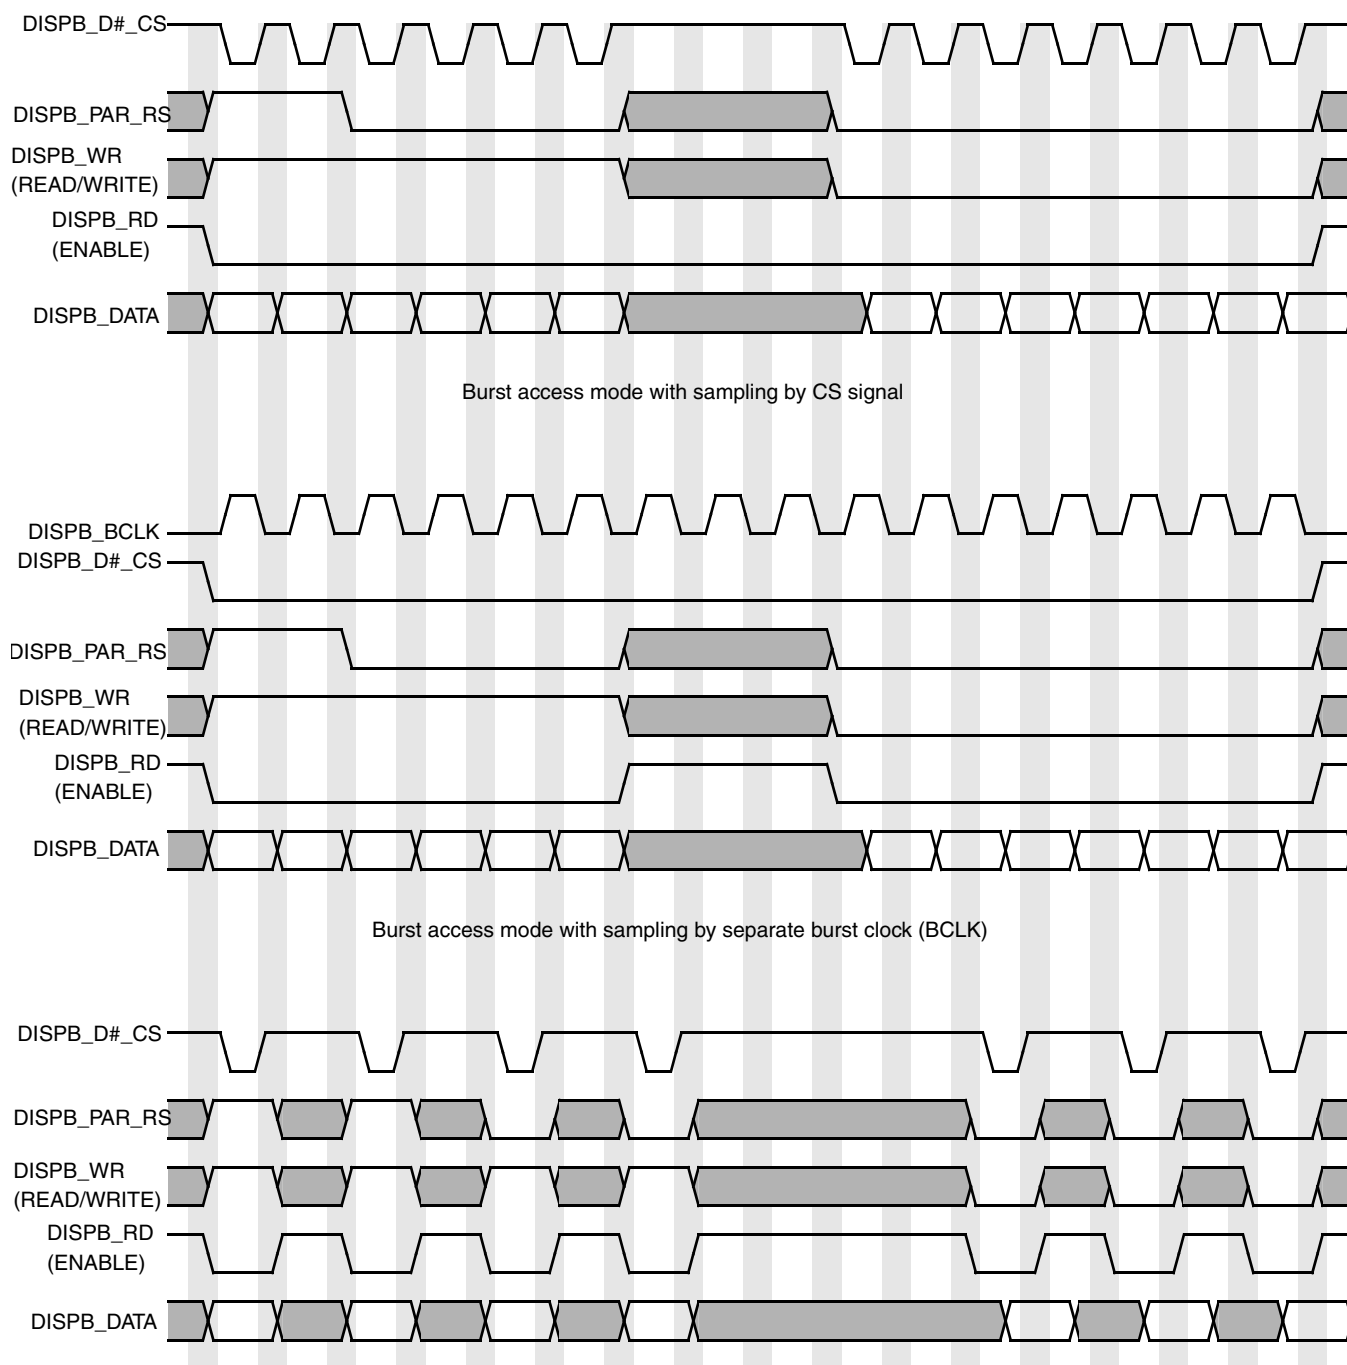 DISPB_D#_CS
DISPB_PAR_RS
DISPB_WR
(READ/WRITE)
DISPB_RD
(ENABLE)
DISPB_DATA
Burst access mode with sampling by CS signal
DISPB_BCLK
DISPB_D#_CS
DISPB_PAR_RS
DISPB_WR
(READ/WRITE)
DISPB_RD
(ENABLE)
DISPB_DATA
Burst access mode with sampling by separate burst clock (BCLK)
DISPB_D#_CS
DISPB_PAR_RS
DISPB_WR
(READ/WRITE)
DISPB_RD
(ENABLE)
DISPB_DATA